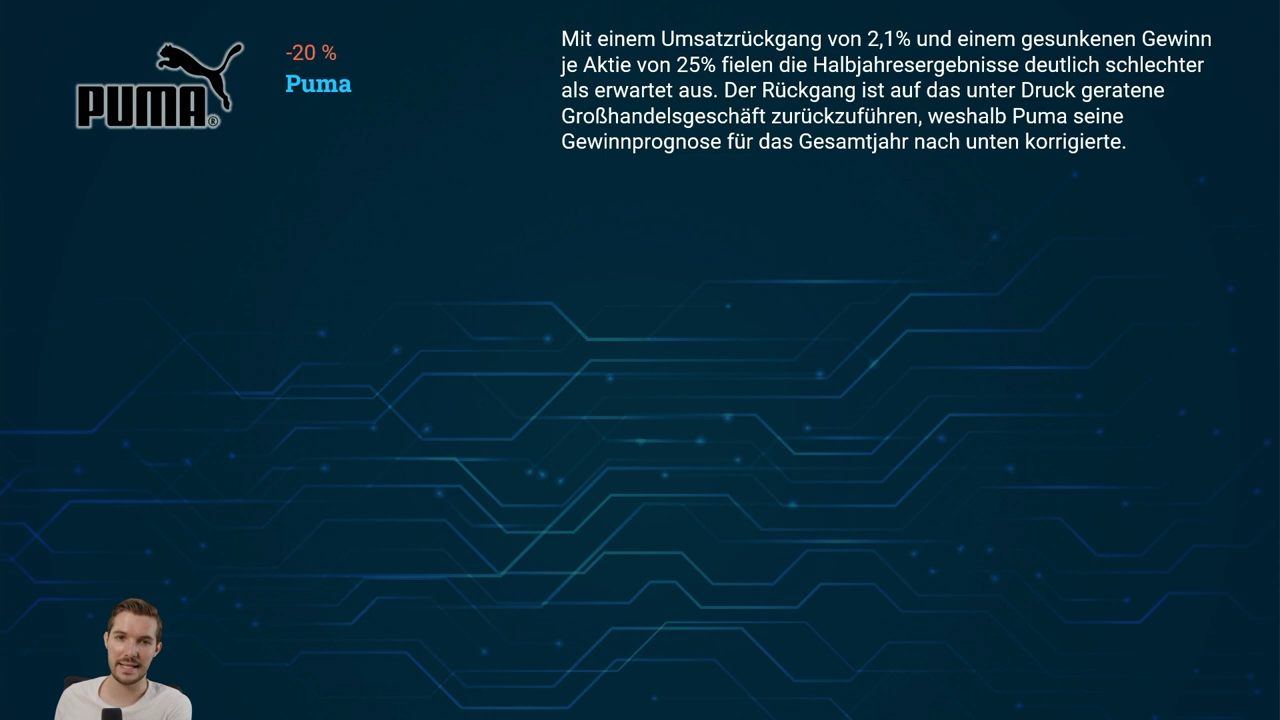 PUMA®
-20 %
Puma
Mit einem Umsatzrückgang von 2,1% und einem gesunkenen Gewinn
je Aktie von 25% fielen die Halbjahresergebnisse deutlich schlechter
als erwartet aus. Der Rückgang ist auf das unter Druck geratene
Großhandelsgeschäft zurückzuführen, weshalb Puma seine
Gewinnprognose für das Gesamtjahr nach unten korrigierte.